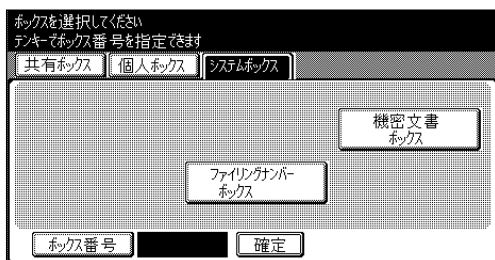 ボックスを選択してください
テンキーでボックス番号を指定できます
共有ボックス 個人ボックス システムボックス
機密文書
ボックス
ファイリングナンバー
ボックス
ボックス番号 確定